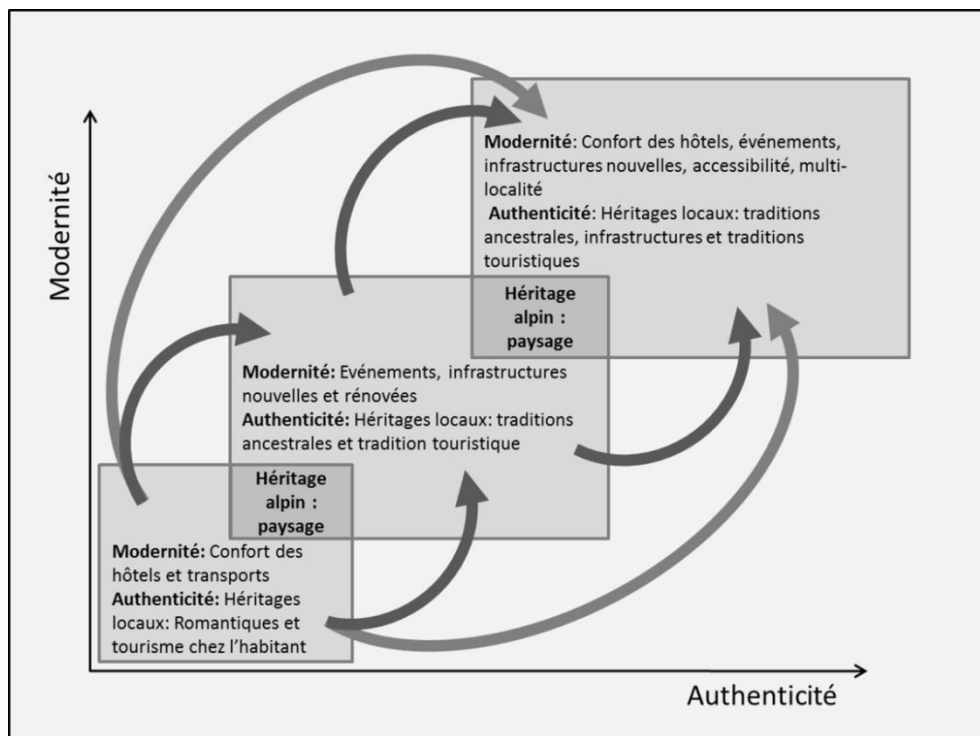 Modernité
Modernité: Confort des hôtels, événements,
infrastructures nouvelles, accessibilité, multi-
localité
Authenticité: Héritages locaux: traditions
ancestrales, infrastructures et traditions
touristiques
Héritage
alpin :
paysage
Modernité: Evénements, infrastructures
nouvelles et rénovées
Authenticité: Héritages locaux: traditions
ancestrales et tradition touristique
Héritage
alpin :
paysage
Modernité: Confort des
hôtels et transports
Authenticité: Héritages
locaux: Romantiques et
tourisme chez l'habitant
Authenticité